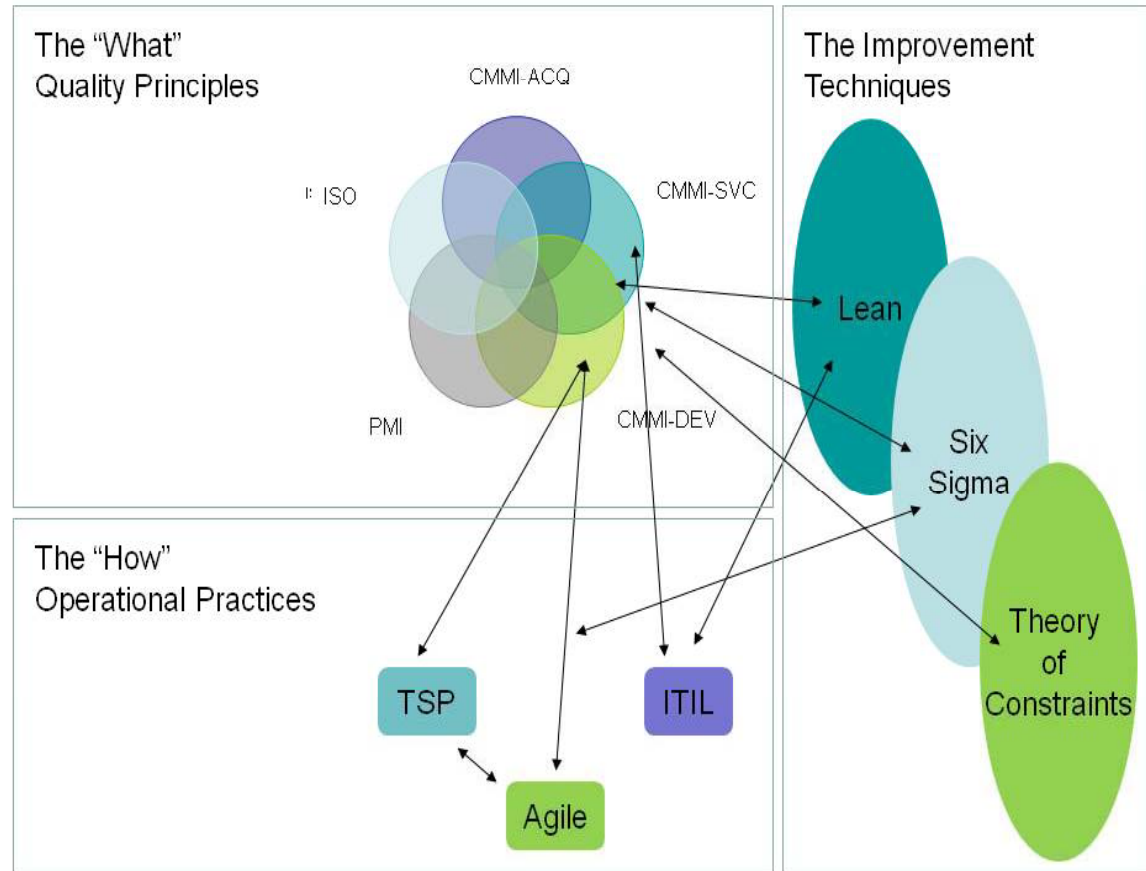 The “What”
Quality Principles
CMMI-ACQ
I: ISO
CMMI-SVC
PMI
CMMI-DEV
The Improvement
Techniques
Lean
Six
Sigma
Theory
of
Constraints
The “How”
Operational Practices
TSP
ITIL
Agile